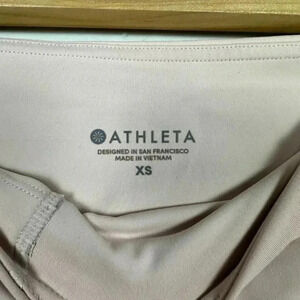 ATHLETA
DESIGNED IN SAN FRANCISCO
MADE IN VIETNAM
XS